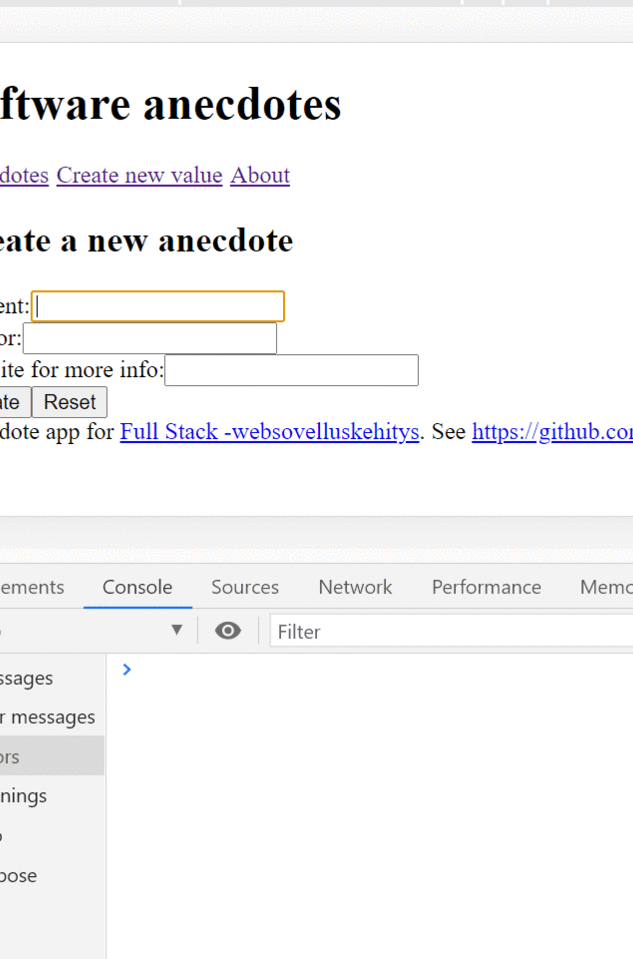 ftware anecdotes
dotes Create new value About
eate a new anecdote
ent:
or:
ite for more info:
ate Reset
dote app for Full Stack -websovelluskehitys. See https://github.co
ements Console Sources Network Performance Memo
Filter
ssages
r messages
ors
nings
o
bose